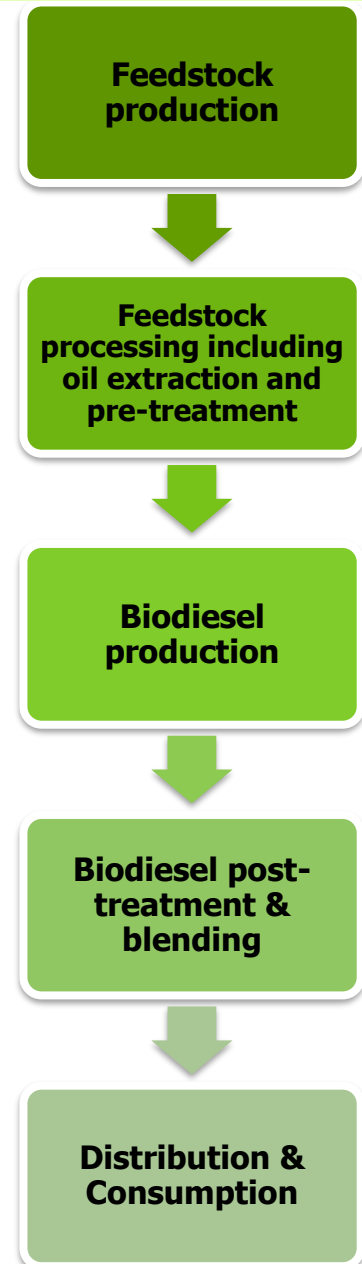 Feedstock
production
Feedstock
processing including
oil extraction and
pre-treatment
Biodiesel
production
Biodiesel post-
treatment &
blending
Distribution &
Consumption